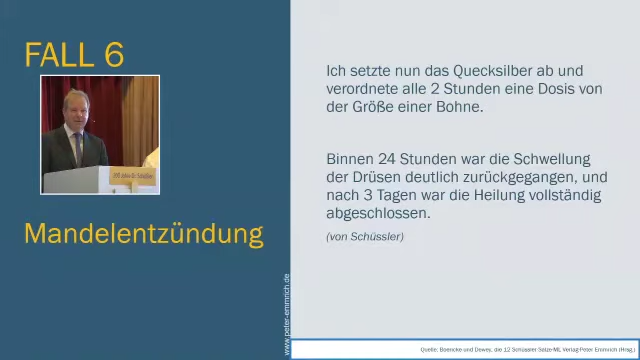 FALL 6
Mandelentzündung
Ich setzte nun das Quecksilber ab und
verordnete alle 2 Stunden eine Dosis von
der Größe einer Bohne.
Binnen 24 Stunden war die Schwellung
der Drüsen deutlich zurückgegangen, und
nach 3 Tagen war die Heilung vollständig
abgeschlossen.
(von Schüssler)
www.peter-emmrich.de
Quelle: Boericke und Dewey, die 12 Schüssler Salze-ML Verlag-Peter Emmrich (Hrsg.)